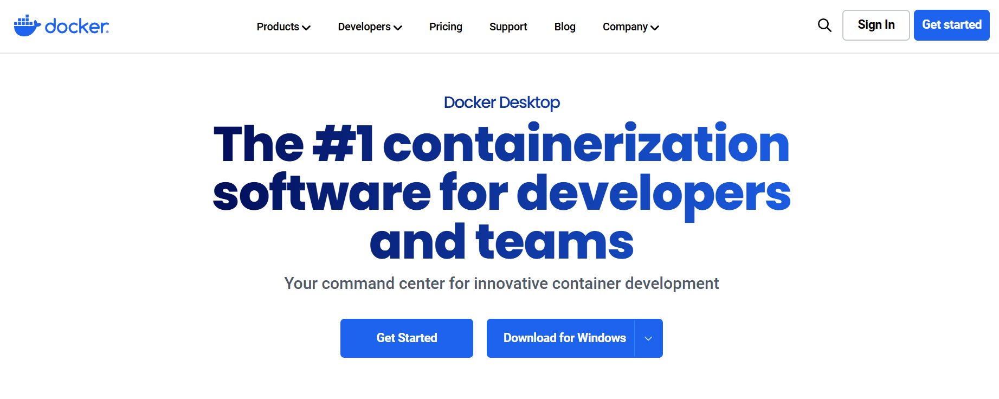 docker
Products
Developers
Pricing
Support
Blog
Company
Sign In
Get started
Docker Desktop
The #1 containerization
software for developers
and teams
Your command center for innovative container development
Get Started
Download for Windows